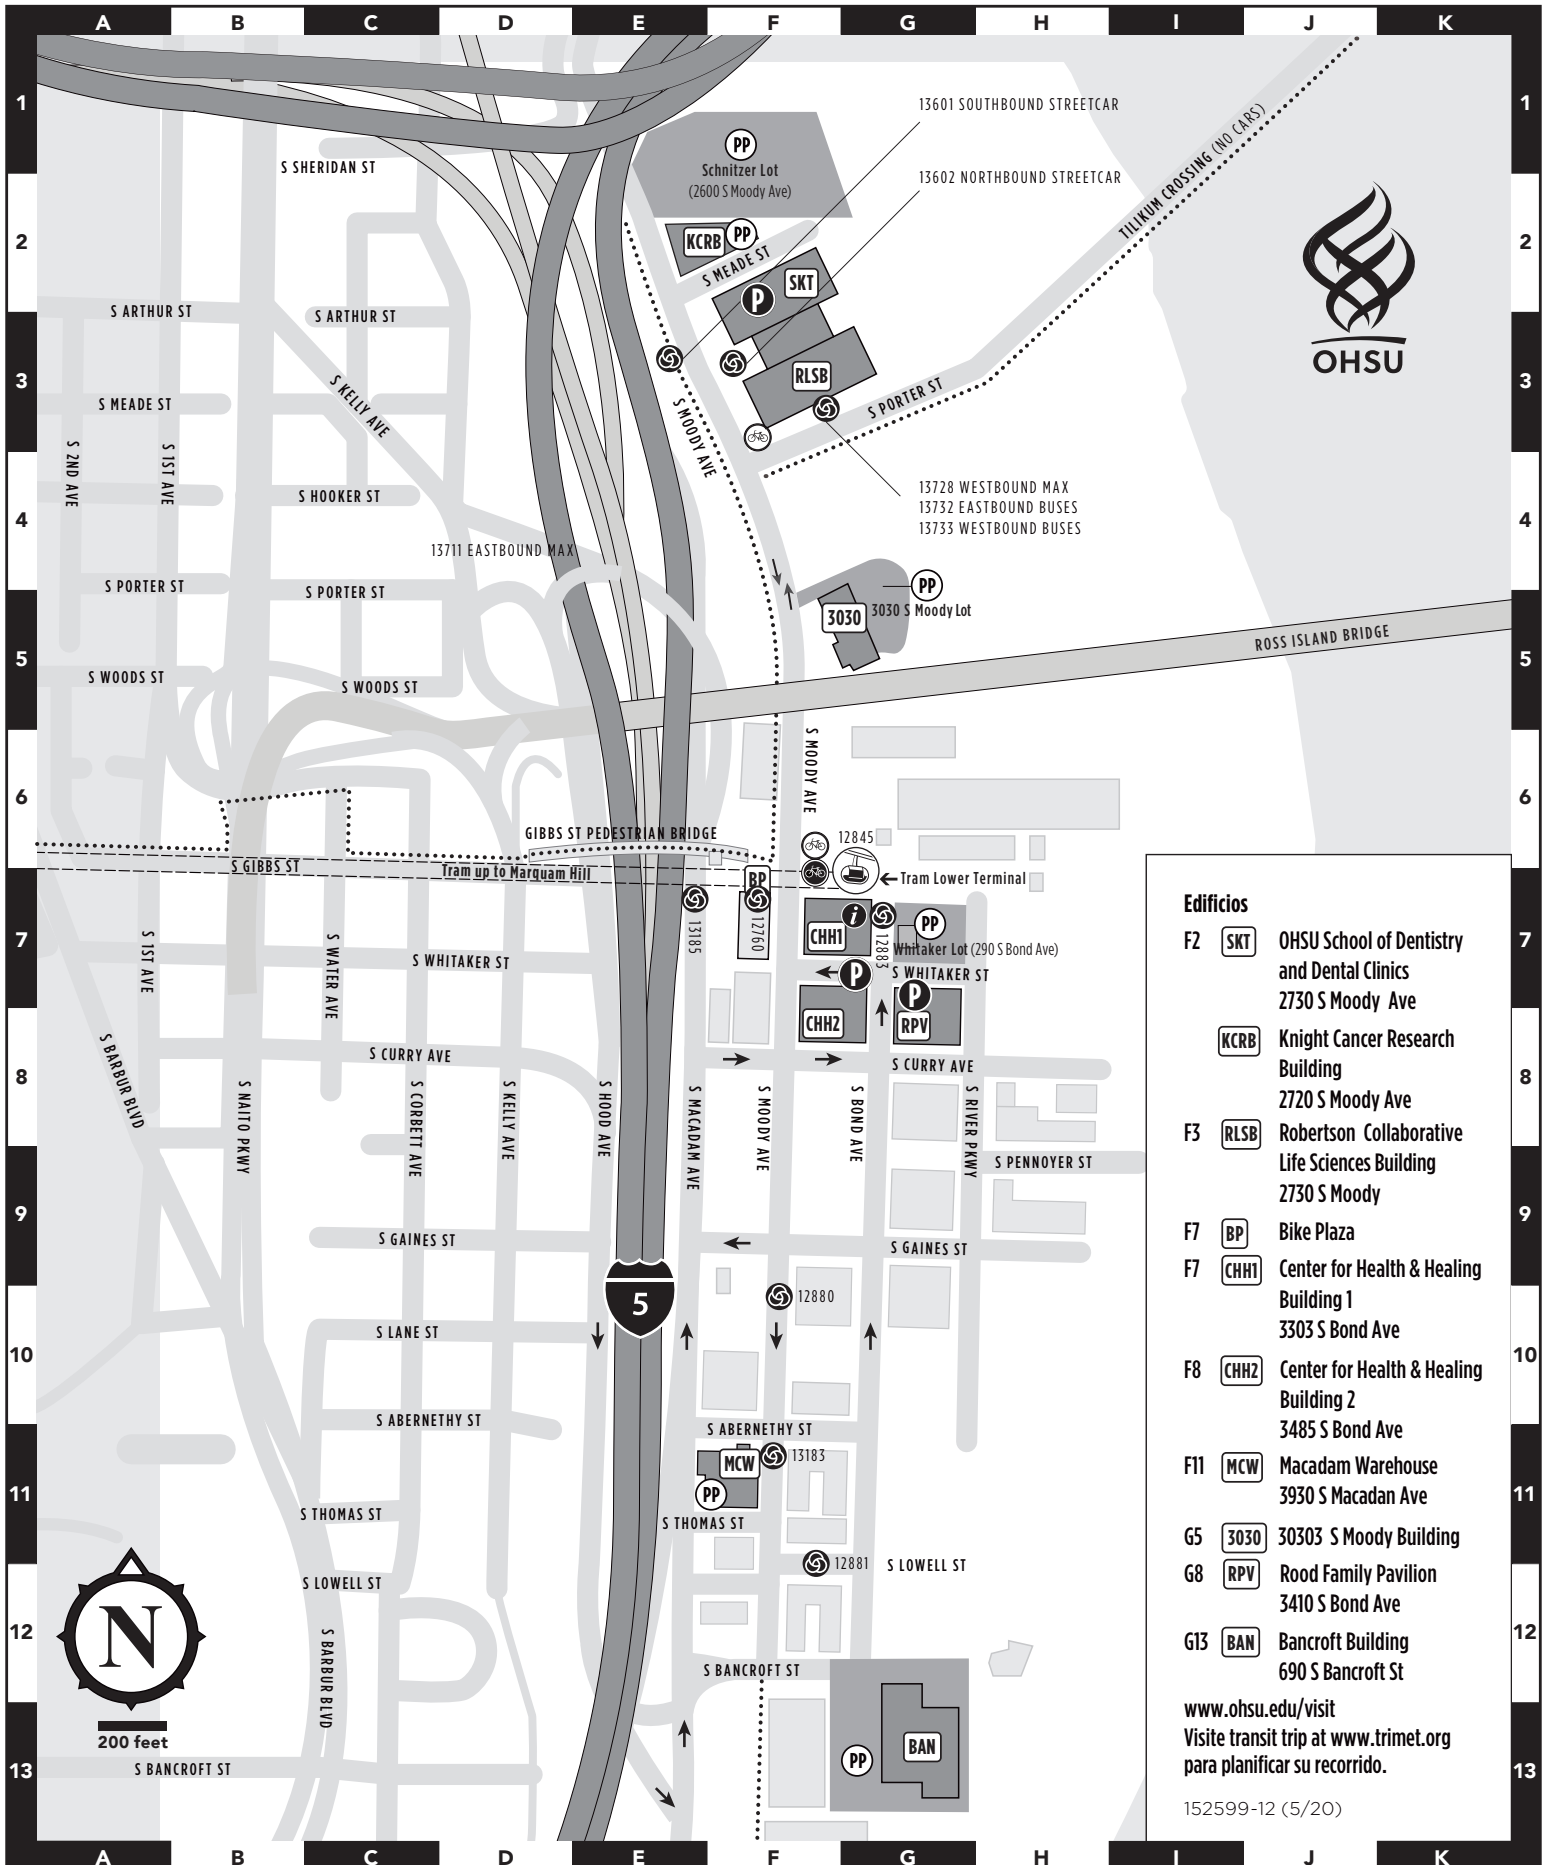 A B C D E F G H I J K
1 1
13601 SOUTHBOUND STREETCAR
PP
Schnitzer Lot
(2600 S Moody Ave)
S SHERIDAN ST
13602 NORTHBOUND STREETCAR
TILIKUM CROSSING (NO CARS)
2 2
KCRB PP
S MEADE ST
SKT
P
OHSU
S ARTHUR ST
S ARTHUR ST
3 3
RLSB
S KELLY AVE
S MEADE ST
S MOODY AVE
S PORTER ST
S 2ND AVE
S 1ST AVE
S HOOKER ST
13728 WESTBOUND MAX
13732 EASTBOUND BUSES
13733 WESTBOUND BUSES
4 4
13711 EASTBOUND MAX
S PORTER ST
S PORTER ST
PP
3030
3030 S Moody Lot
ROSS ISLAND BRIDGE
5 5
S WOODS ST
S WOODS ST
S MOODY AVE
6 6
GIBBS ST PEDESTRIAN BRIDGE
12845
S GIBBS ST
Tram up to Marquam Hill
BP
Tram Lower Terminal
7 7
i
CHH1
PP
13185
12760
12883
Whitaker Lot (290 S Bond Ave)
S 1ST AVE
S WATER AVE
S WHITAKER ST
S WHITAKER ST
P
P
CHH2
RPV
S BARBUR BLVD
S CURRY AVE
S CURRY AVE
8 8
S NAITO PKWY
S CORBETT AVE
S KELLY AVE
S HOOD AVE
S MACADAM AVE
S MOODY AVE
S BOND AVE
S RIVER PKWY
S PENNOYER ST
9 9
S GAINES ST
S GAINES ST
5
12880
S LANE ST
10 10
S ABERNETHY ST
S ABERNETHY ST
MCW
13183
PP
11 11
S THOMAS ST
S THOMAS ST
12881
S LOWELL ST
S LOWELL ST
N
12 12
S BARBUR BLVD
S BANCROFT ST
200 feet
S BANCROFT ST
PP
BAN
13 13
Edificios
F2 SKT OHSU School of Dentistry
and Dental Clinics
2730 S Moody Ave
KCRB Knight Cancer Research
Building
2720 S Moody Ave
F3 RLSB Robertson Collaborative
Life Sciences Building
2730 S Moody
F7 BP Bike Plaza
F7 CHH1 Center for Health & Healing
Building 1
3303 S Bond Ave
F8 CHH2 Center for Health & Healing
Building 2
3485 S Bond Ave
F11 MCW Macadam Warehouse
3930 S Macadan Ave
G5 3030 30303 S Moody Building
G8 RPV Rood Family Pavilion
3410 S Bond Ave
G13 BAN Bancroft Building
690 S Bancroft St
www.ohsu.edu/visit
Visite transit trip at www.trimet.org
para planificar su recorrido.
152599-12 (5/20)
A B C D E F G H I J K